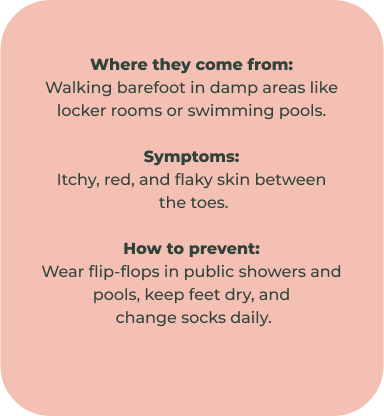 Where they come from:
Walking barefoot in damp areas like
locker rooms or swimming pools.
Symptoms:
Itchy, red, and flaky skin between
the toes.
How to prevent:
Wear flip-flops in public showers and
pools, keep feet dry, and
change socks daily.